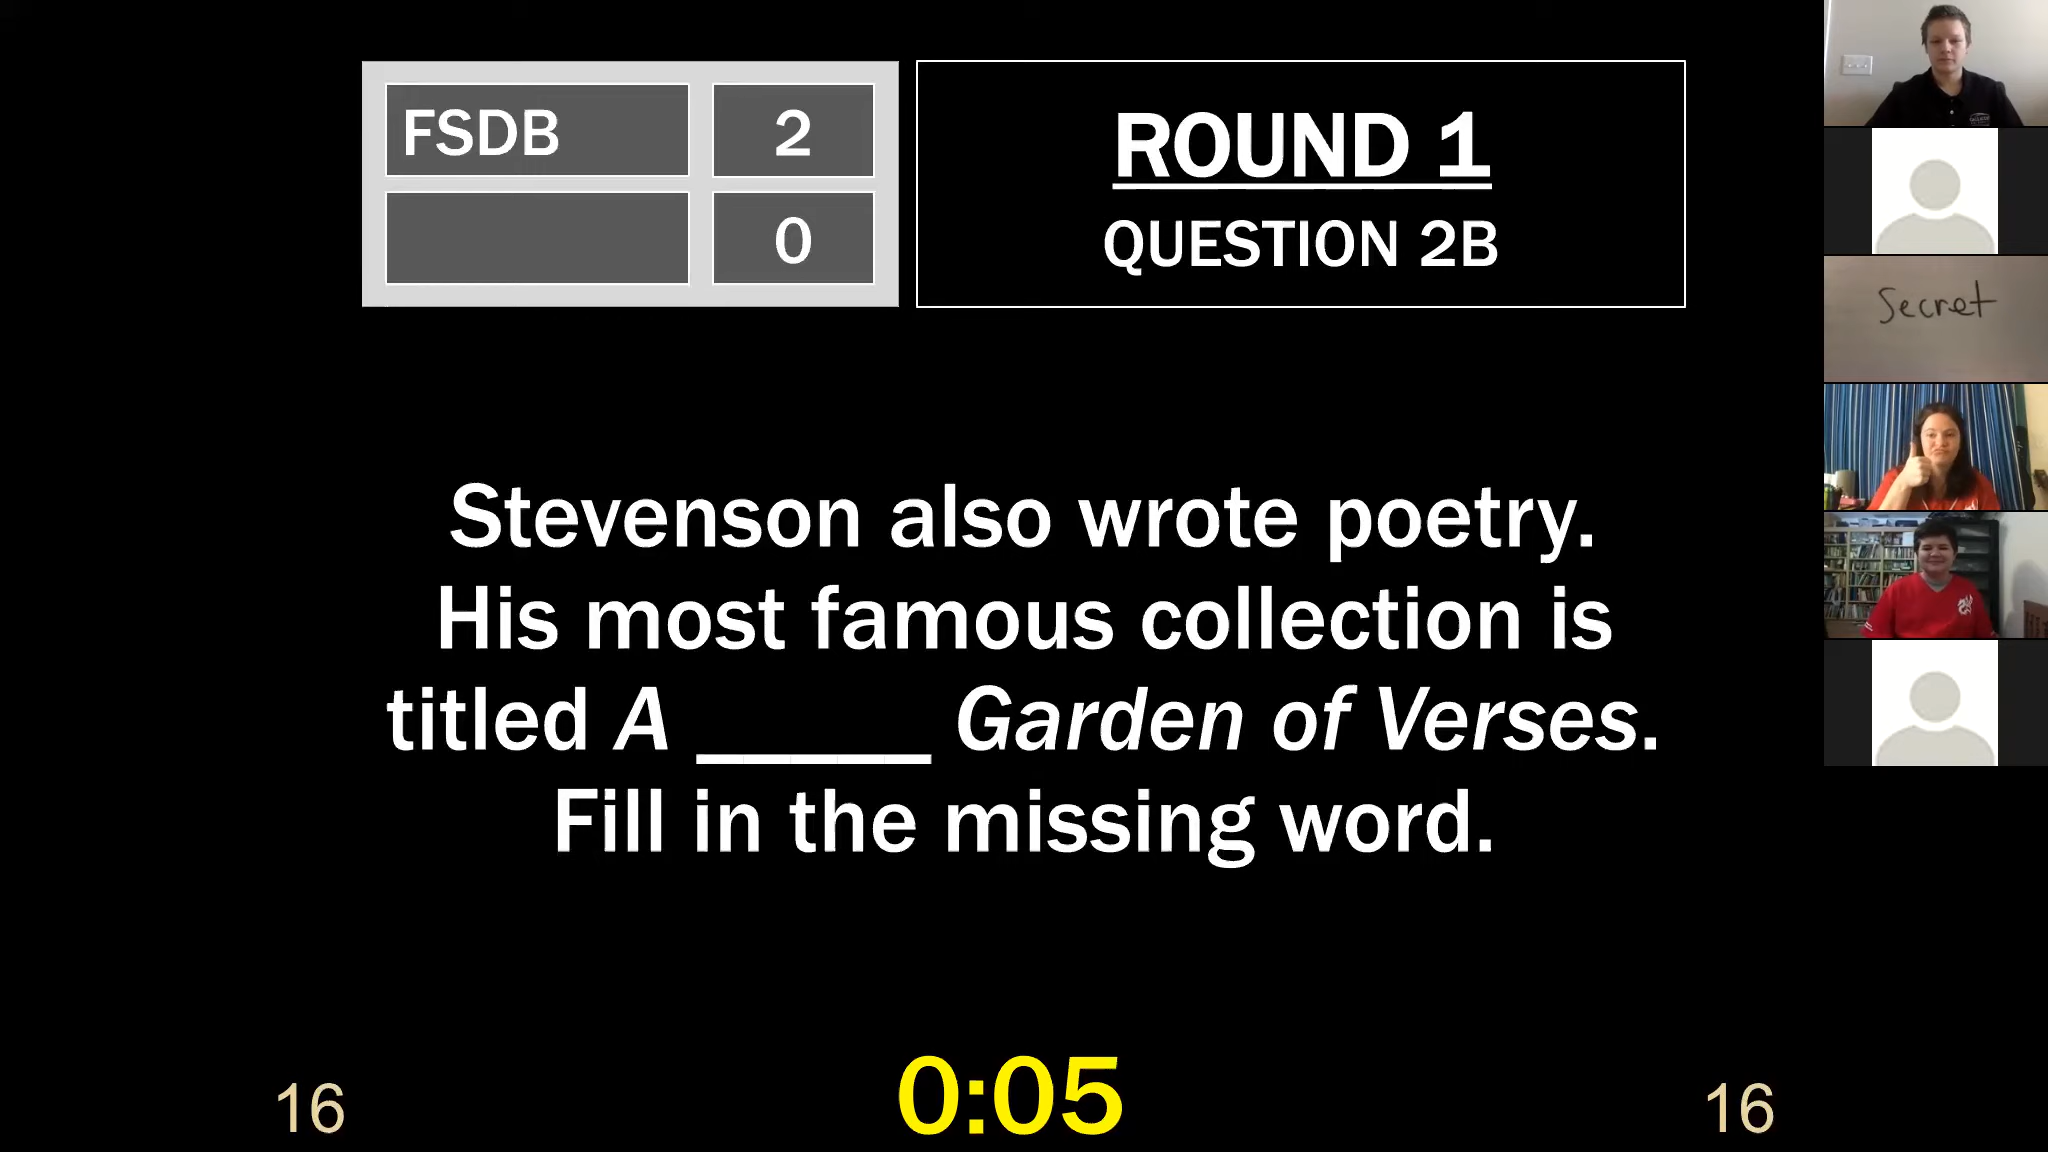 FSDB 2
0
ROUND 1
QUESTION 2B
Secret
Stevenson also wrote poetry.
His most famous collection is
titled A _____ Garden of Verses.
Fill in the missing word.
16
0:05
16